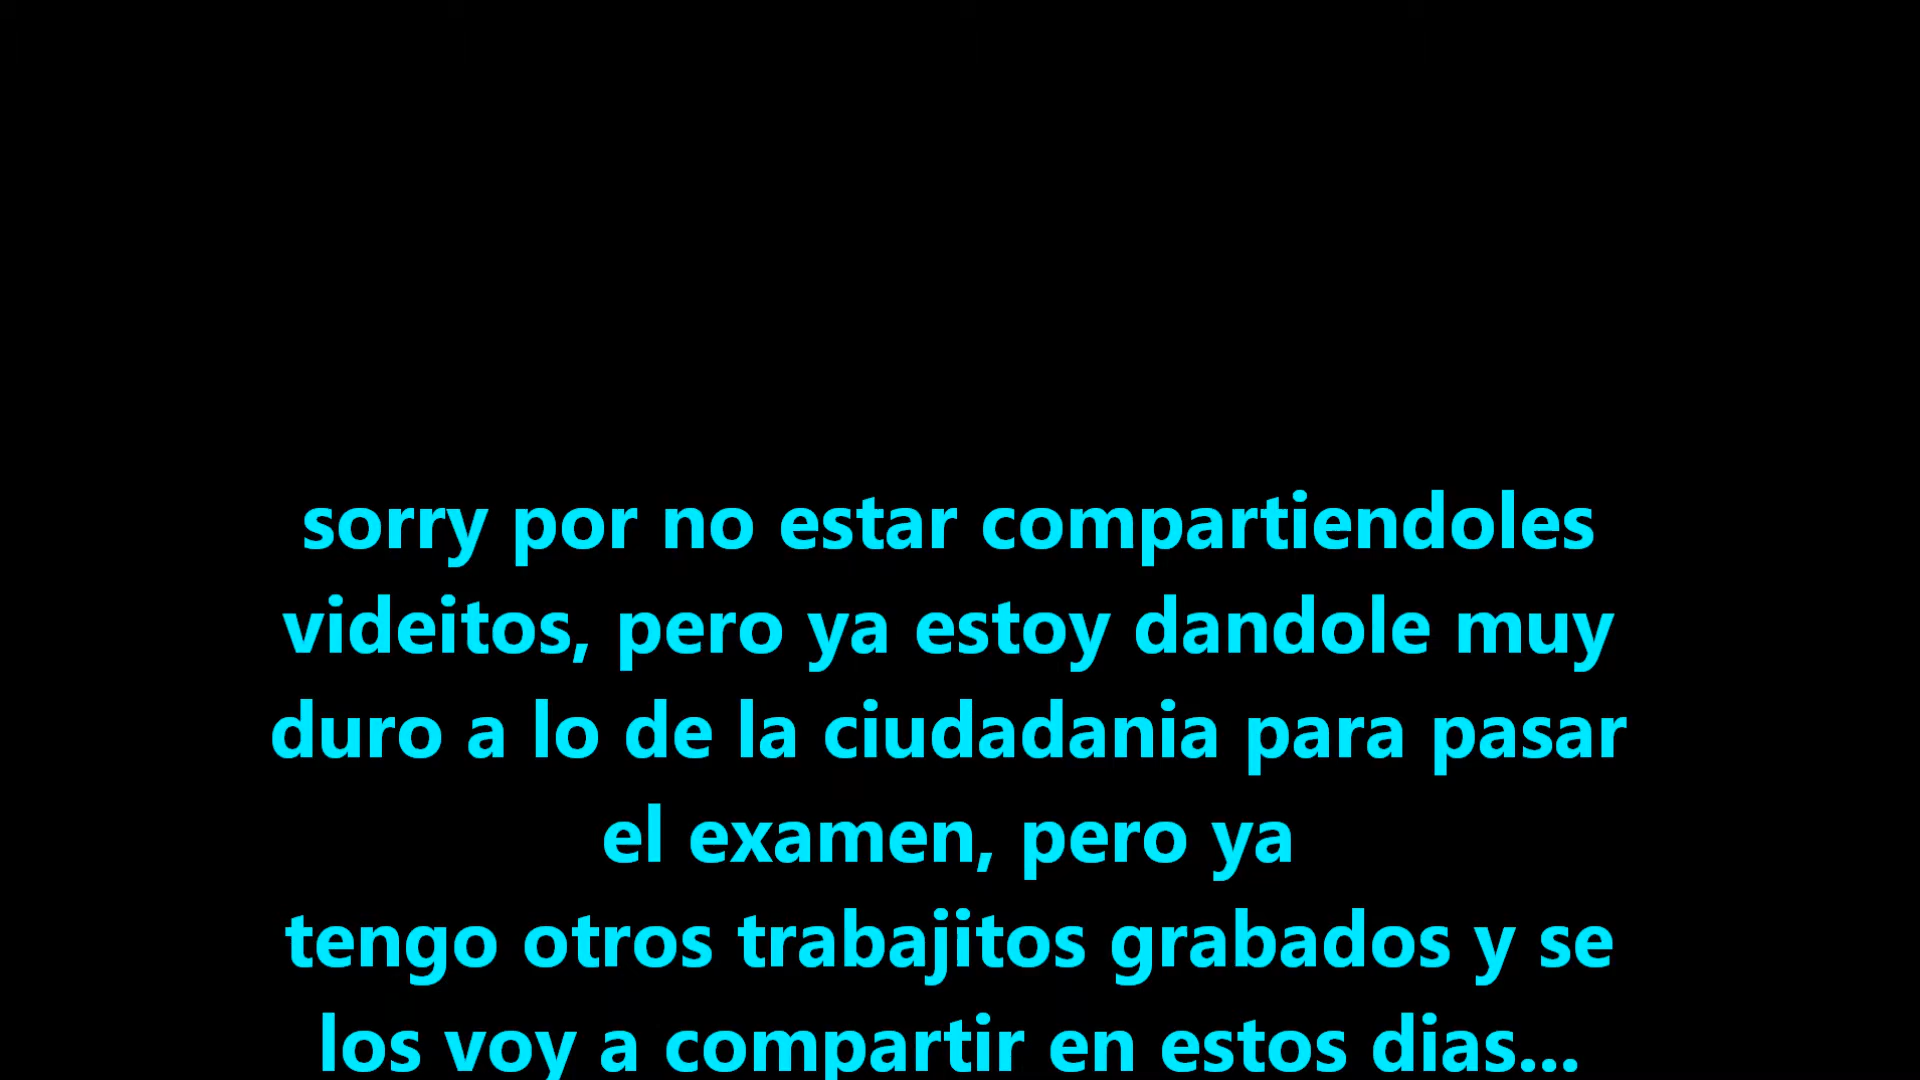 sorry por no estar compartiendoles
videitos, pero ya estoy dandole muy
duro a lo de la ciudadania para pasar
el examen, pero ya
tengo otros trabajitos grabados y se
los voy a compartir en estos dias...